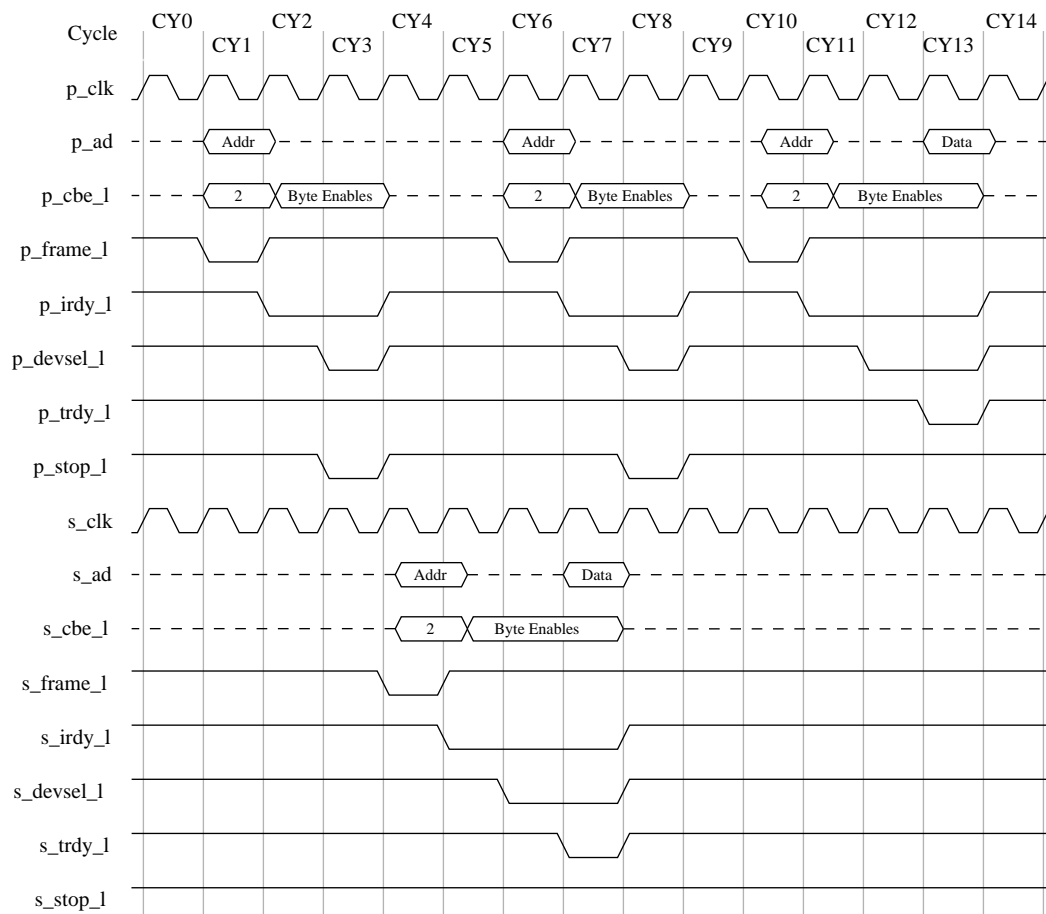 CY0 CY2 CY4 CY6 CY8 CY10 CY12 CY14
Cycle
CY1 CY3 CY5 CY7 CY9 CY11 CY13
p_clk
p_ad Addr Addr Addr Data
p_cbe_l 2 Byte Enables 2 Byte Enables 2 Byte Enables
p_frame_l
p_irdy_l
p_devsel_l
p_trdy_l
p_stop_l
s_clk
s_ad Addr Data
s_cbe_l 2 Byte Enables
s_frame_l
s_irdy_l
s_devsel_l
s_trdy_l
s_stop_l